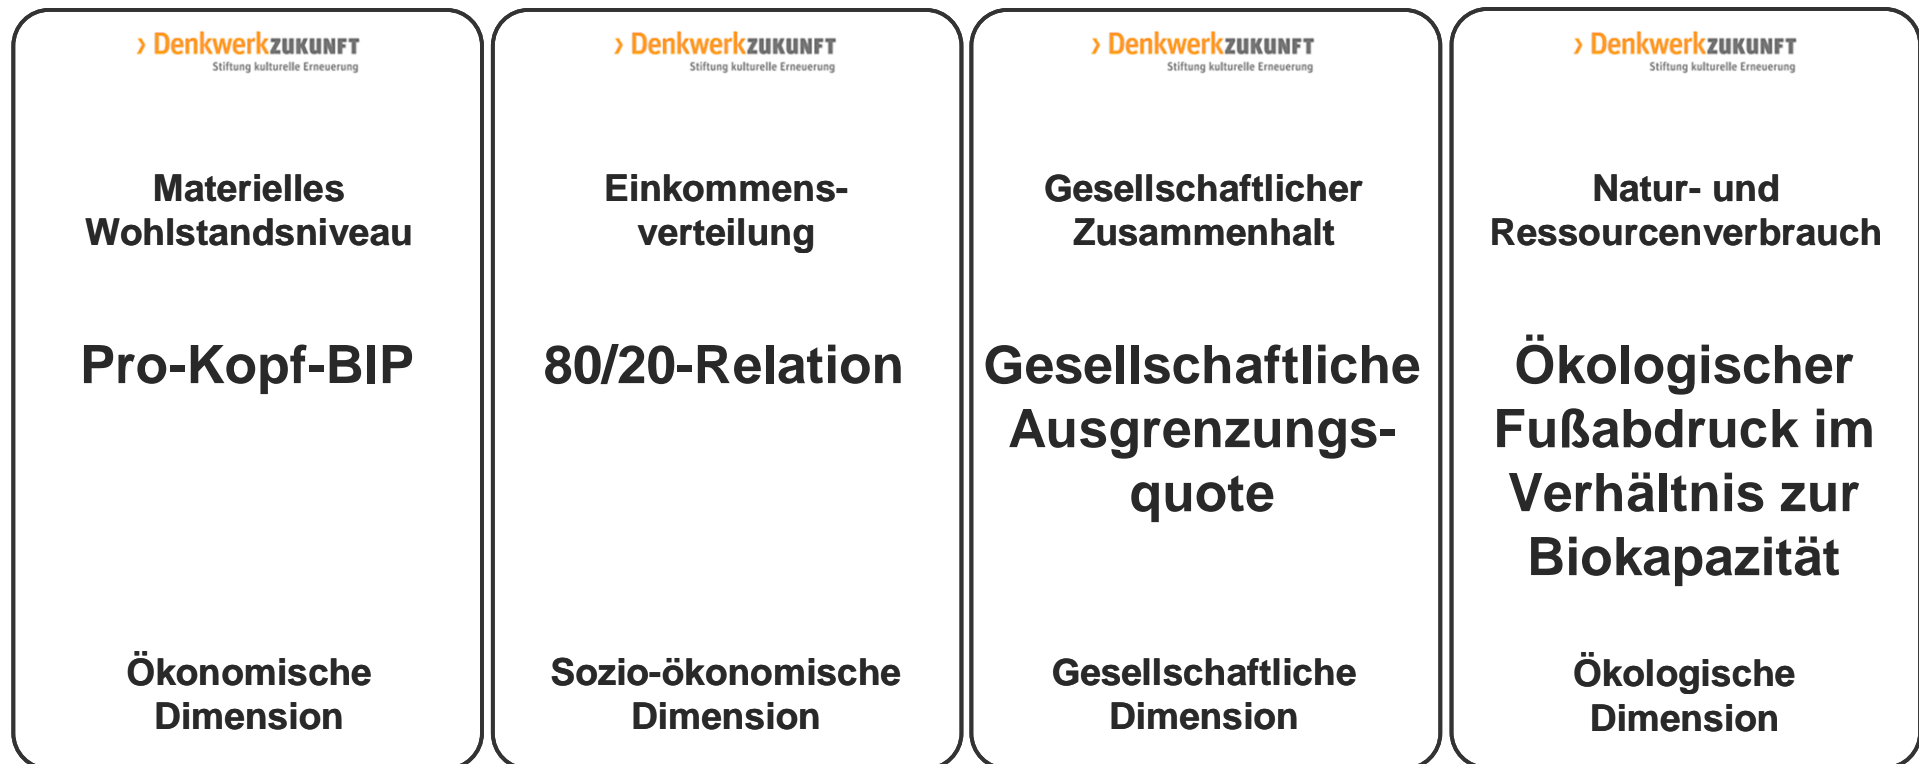 › DenkwerkZUKUNFT
Stiftung kulturelle Erneuerung
Materielles
Wohlstandsniveau
Pro-Kopf-BIP
Ökonomische
Dimension
› DenkwerkZUKUNFT
Stiftung kulturelle Erneuerung
Einkommens-
verteilung
80/20-Relation
Sozio-ökonomische
Dimension
› DenkwerkZUKUNFT
Stiftung kulturelle Erneuerung
Gesellschaftlicher
Zusammenhalt
Gesellschaftliche
Ausgrenzungs-
quote
Gesellschaftliche
Dimension
› DenkwerkZUKUNFT
Stiftung kulturelle Erneuerung
Natur- und
Ressourcenverbrauch
Ökologischer
Fußabdruck im
Verhältnis zur
Biokapazität
Ökologische
Dimension